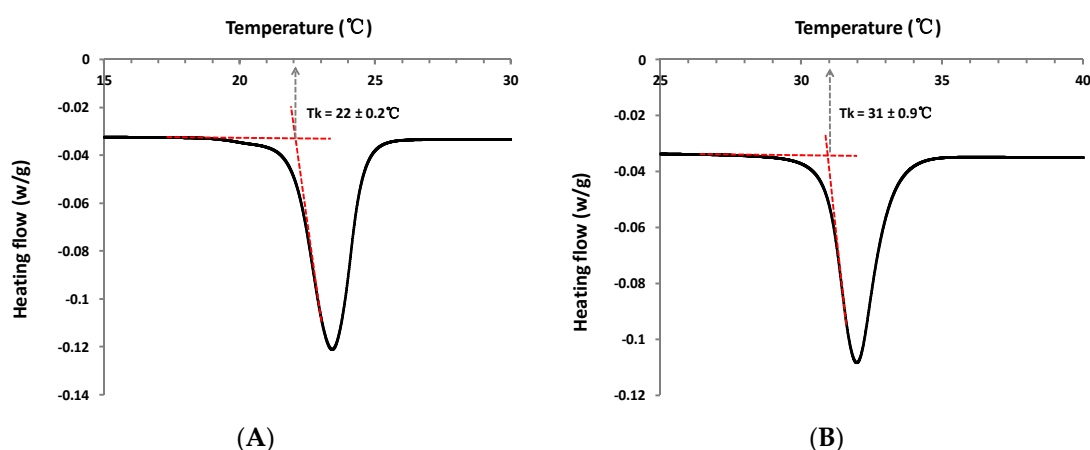 Temperature (℃)
0
15
20
25
30
-0.02
Tk = 22 ± 0.2℃
-0.04
-0.06
-0.08
-0.1
-0.12
-0.14
Heating flow (w/g)
(A)
Temperature (℃)
0
25
30
35
40
-0.02
Tk = 31 ± 0.9℃
-0.04
-0.06
-0.08
-0.1
-0.12
Heating flow (w/g)
(B)